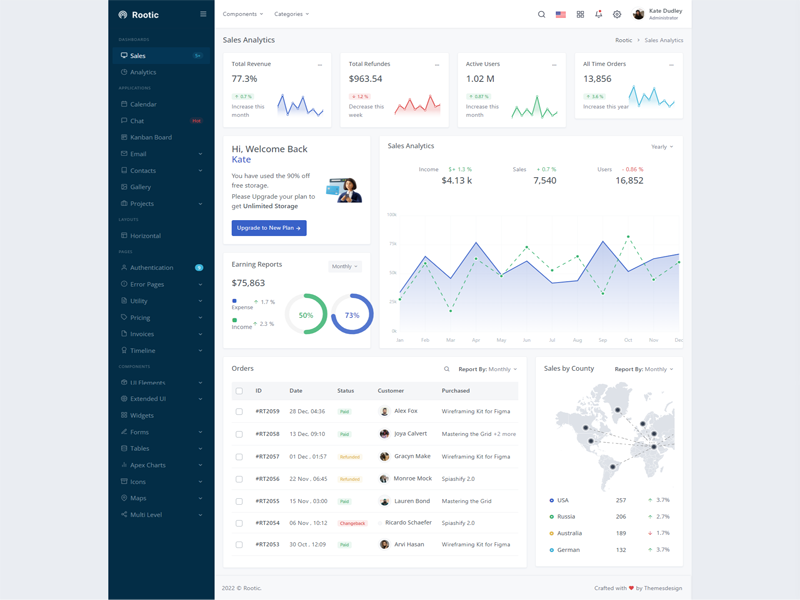 Rootic
Components
Categories
Kate Dudley
Administrator
DASHBOARDS
Sales
5+
Analytics
APPLICATIONS
Calendar
Chat
Hot
Kanban Board
Email
Contacts
Gallery
Projects
LAYOUTS
Horizontal
PAGES
Authentication
Error Pages
Utility
Pricing
Invoices
Timeline
COMPONENTS
UI Elements
Extended UI
Widgets
Forms
Tables
Apex Charts
Icons
Maps
Multi Level
Sales Analytics
Rootic > Sales Analytics
Total Revenue
77.3%
0.7 %
Increase this
month
Total Refundes
$963.54
1.2 %
Decrease this
week
Active Users
1.02 M
0.87 %
Increase this
month
All Time Orders
13,856
3.6 %
Increase this year
Hi, Welcome Back
Kate
You have used the 90% off
free storage.
Please Upgrade your plan to
get Unlimited Storage
Upgrade to New Plan →
Sales Analytics
Yearly
Income $+ 1.3 %
$4.13 k
Sales + 0.7 %
7,540
Users - 0.86 %
16,852
100k
75k
50k
25k
0k
Jan Feb Mar Apr May Jun Jul Aug Sep Oct Nov Dec
Earning Reports
Monthly
$75,863
↑ 1.7 %
Expense
↑ 2.3 %
Income
50%
73%
Orders
Report By: Monthly
ID Date Status Customer Purchased
#RT2059 28 Dec. 04:36 Paid Alex Fox Wireframing Kit for Figma
#RT2058 13 Dec. 09:10 Paid Joya Calvert Mastering the Grid +2 more
#RT2057 01 Dec . 01:57 Refunded Gracyn Make Wireframing Kit for Figma
#RT2056 22 Nov . 06:45 Refunded Monroe Mock Spiashify 2.0
#RT2055 15 Nov . 03:00 Paid Lauren Bond Mastering the Grid
#RT2054 06 Nov . 10:12 Chargeback Ricardo Schaefer Spiashify 2.0
#RT2053 30 Oct . 12:09 Paid Arvi Hasan Wireframing Kit for Figma
Sales by County
Report By: Monthly
USA 257 ↑ 3.7%
Russia 206 ↑ 2.7%
Australia 189 ↓ 1.7%
German 132 ↑ 3.7%
2022 © Rootic.
Crafted with ❤ by Themesdesign